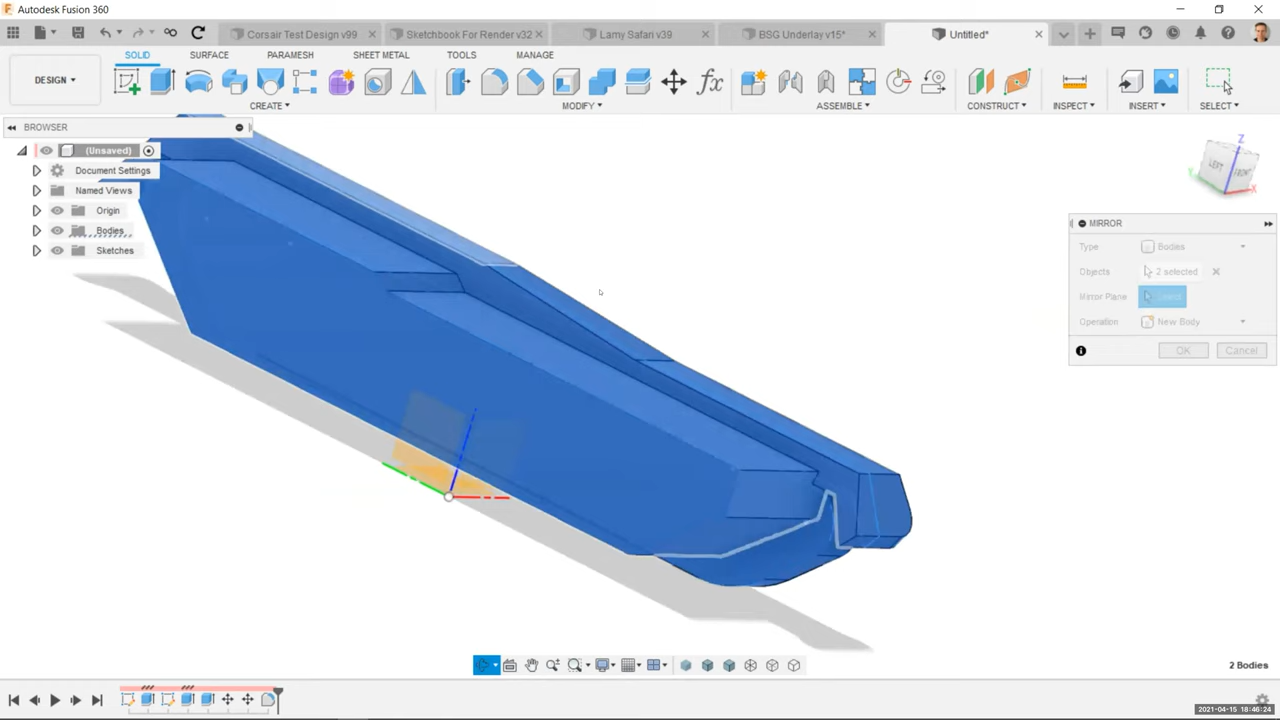 Autodesk Fusion 360
Corsair Test Design v99
Sketchbook For Render v32
Lamy Safari v39
BSG Underlay v15*
Untitled*
SOLID
SURFACE
PARAMESH
SHEET METAL
TOOLS
MANAGE
DESIGN
CREATE
MODIFY
ASSEMBLE
CONSTRUCT
INSPECT
INSERT
SELECT
BROWSER
(Unsaved)
Document Settings
Named Views
Origin
Bodies
Sketches
Z
LEFT
FRONT
X
MIRROR
Type
Bodies
Objects
2 selected
Mirror Plane
Operation
New Body
OK
Cancel
2 Bodies
2021-04-15 18:46:24